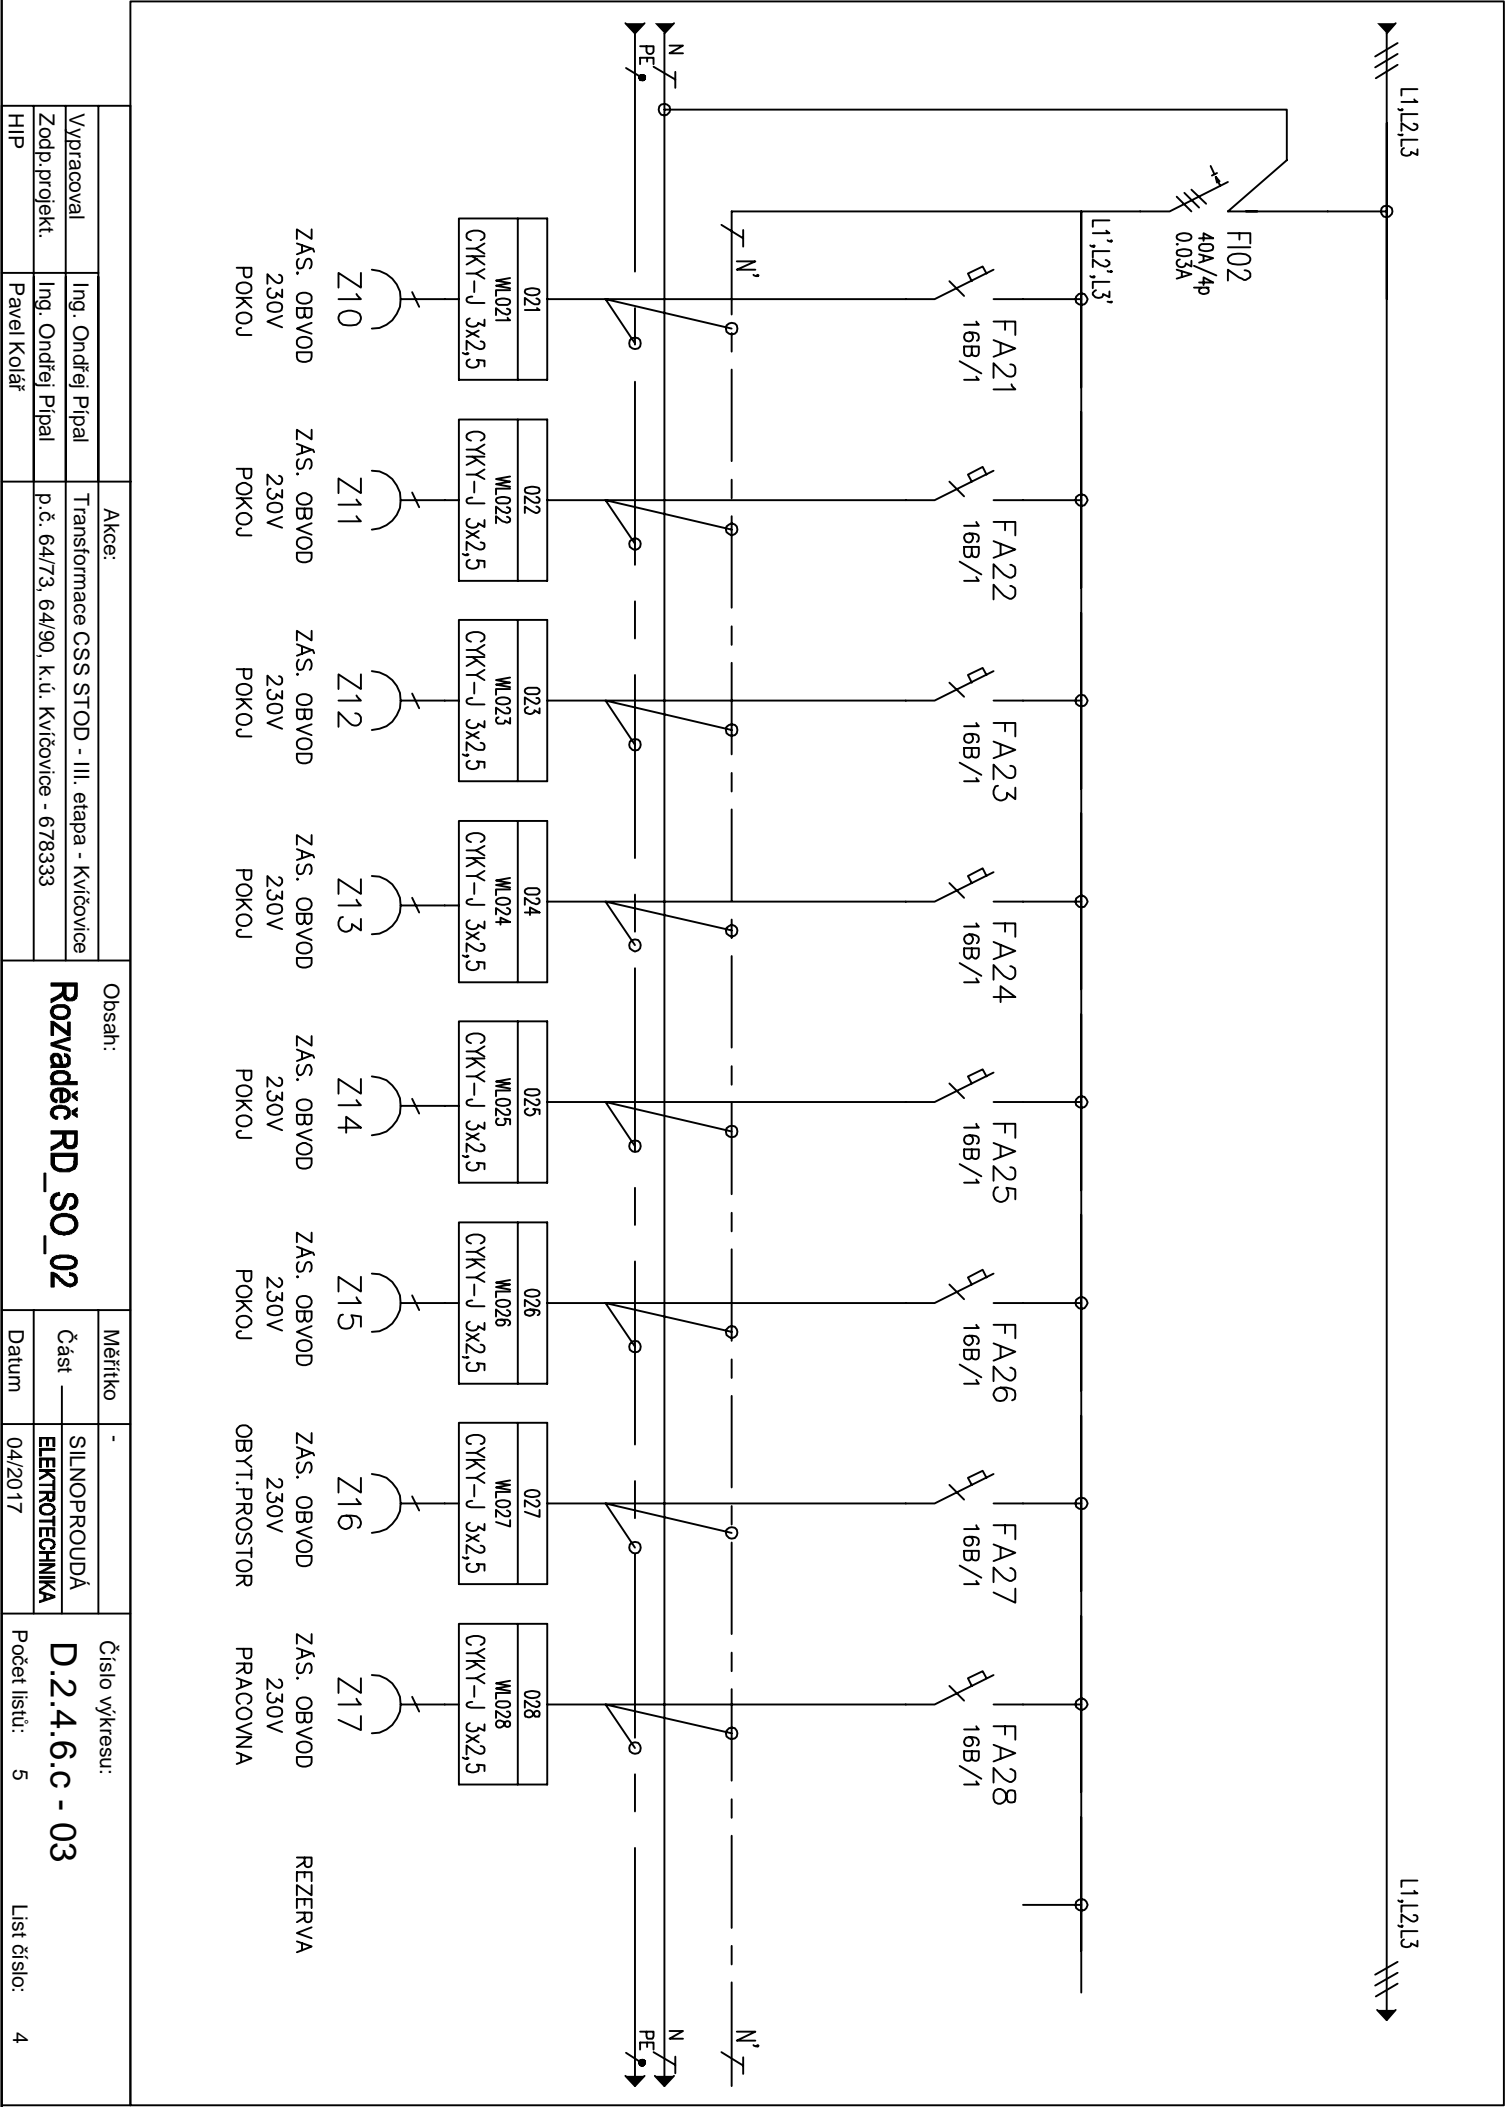 L1,L2,L3
L1,L2,L3
FI02
40A/4p
0.03A
L1',L2',L3'
FA21
16B/1
FA22
16B/1
FA23
16B/1
FA24
16B/1
FA25
16B/1
FA26
16B/1
FA27
16B/1
FA28
16B/1
N'
N'
N
PE
N
PE
021
WL021
CYKY-J 3x2,5
022
WL022
CYKY-J 3x2,5
023
WL023
CYKY-J 3x2,5
024
WL024
CYKY-J 3x2,5
025
WL025
CYKY-J 3x2,5
026
WL026
CYKY-J 3x2,5
027
WL027
CYKY-J 3x2,5
028
WL028
CYKY-J 3x2,5
Z10
ZÁS. OBVOD
230V
POKOJ
Z11
ZÁS. OBVOD
230V
POKOJ
Z12
ZÁS. OBVOD
230V
POKOJ
Z13
ZÁS. OBVOD
230V
POKOJ
Z14
ZÁS. OBVOD
230V
POKOJ
Z15
ZÁS. OBVOD
230V
POKOJ
Z16
ZÁS. OBVOD
230V
OBYT.PROSTOR
Z17
ZÁS. OBVOD
230V
PRACOVNA
REZERVA
Vypracoval Ing. Ondřej Pípal
Zodp.projekt. Ing. Ondřej Pípal
HIP Pavel Kolář
Akce:
Transformace CSS STOD - III. etapa - Kvíčovice
p.č. 64/73, 64/90, k.ú. Kvíčovice - 678333
Obsah:
Rozvaděč RD_SO_02
Měřítko -
Část SILNOPROUDÁ
ELEKTROTECHNIKA
Datum 04/2017
Číslo výkresu:
D.2.4.6.c - 03
Počet listů: 5 List číslo: 4